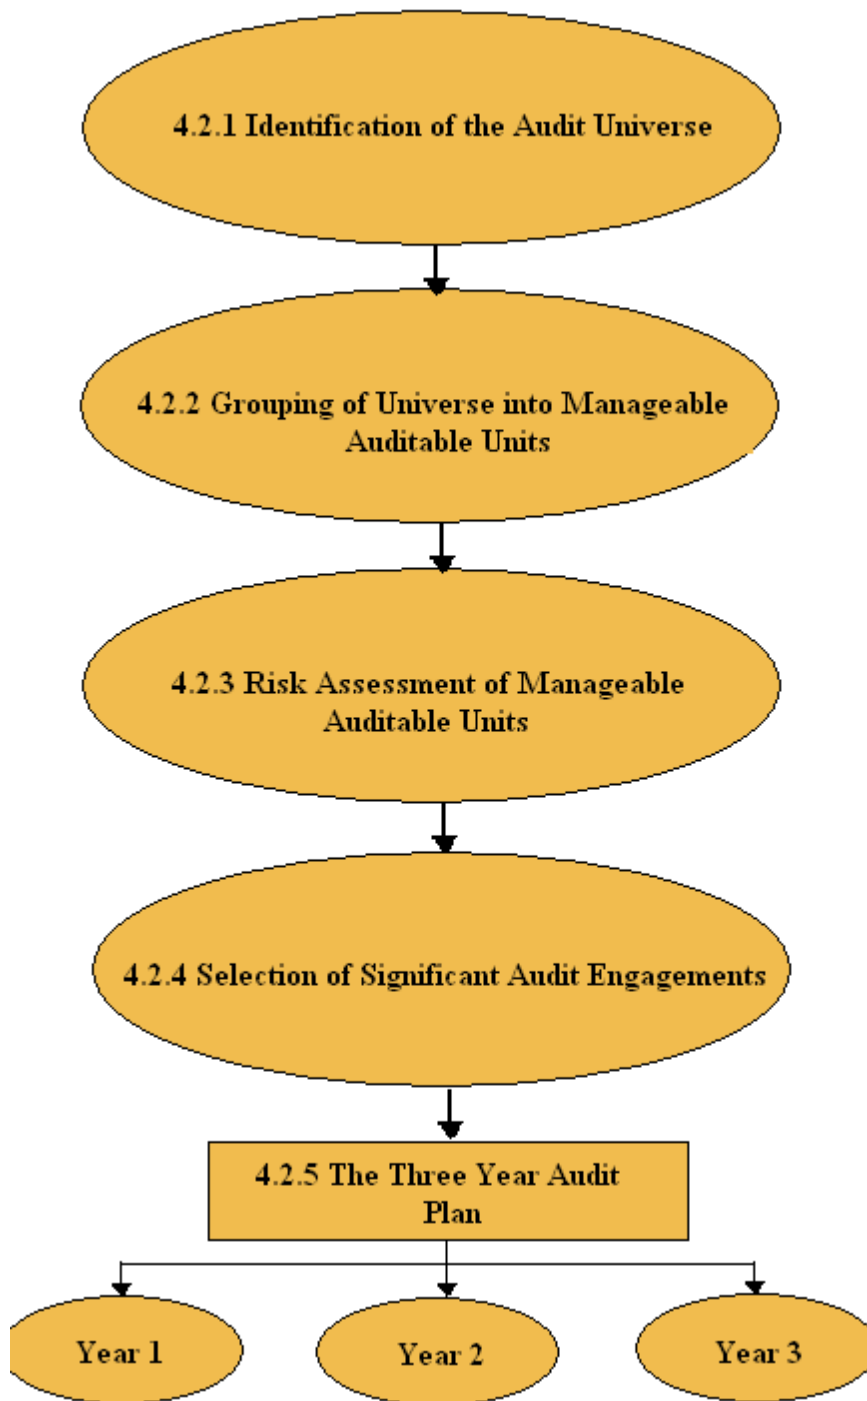 4.2.1 Identification of the Audit Universe
4.2.2 Grouping of Universe into Manageable
Auditable Units
4.2.3 Risk Assessment of Manageable
Auditable Units
4.2.4 Selection of Significant Audit Engagements
4.2.5 The Three Year Audit
Plan
Year 1
Year 2
Year 3